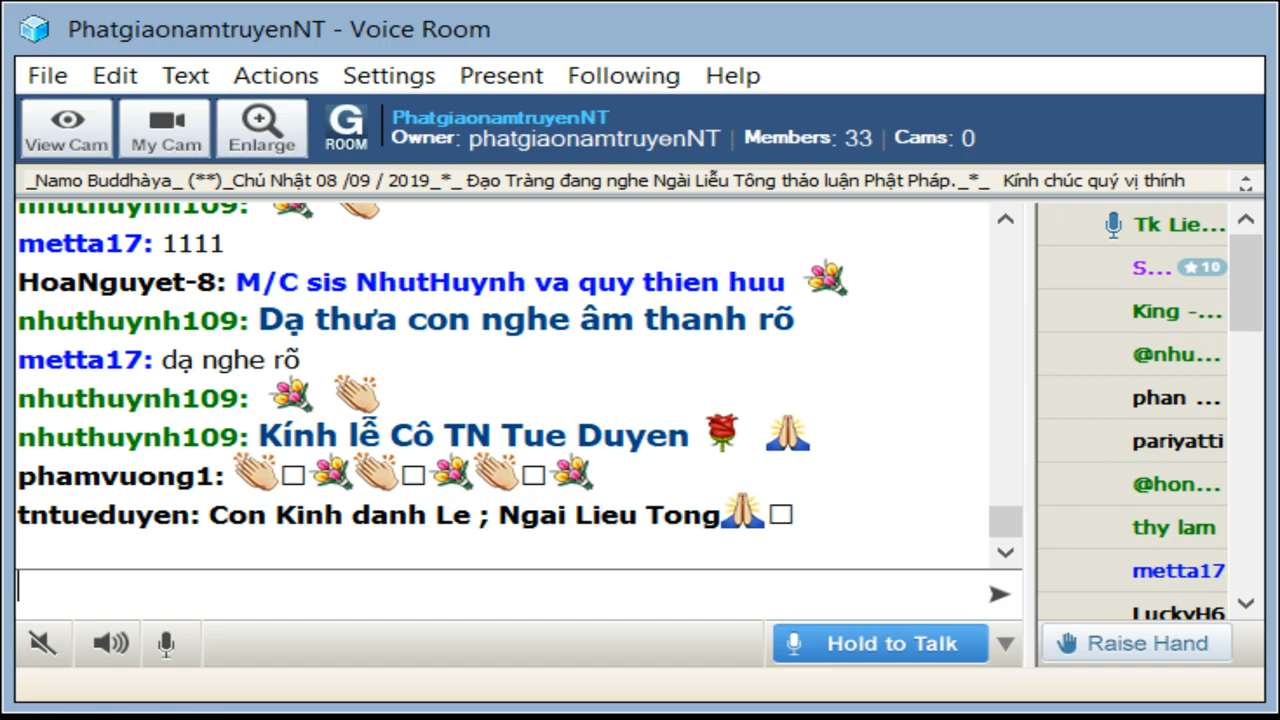 PhatgiaonamtruyenNT - Voice Room
File Edit Text Actions Settings Present Following Help
View Cam My Cam Enlarge G ROOM
PhatgiaonamtruyenNT
Owner: phatgiaonamtruyenNT | Members: 33 | Cams: 0
_Namo Buddhàya_ (**)_Chủ Nhật 08 /09 / 2019_*_ Đạo Tràng đang nghe Ngài Liễu Tông thảo luận Phật Pháp._*_ Kính chúc quý vị thính
nhuthuynh109:
metta17: 1111
HoaNguyet-8: M/C sis NhutHuynh va quy thien huu
nhuthuynh109: Dạ thưa con nghe âm thanh rõ
metta17: dạ nghe rõ
nhuthuynh109:
nhuthuynh109: Kính lễ Cô TN Tue Duyen
phamvuong1:
tntueduyen: Con Kinh danh Le ; Ngai Lieu Tong
Tk Lie...
S... 10
King -...
@nhu...
phan ...
pariyatti
@hon...
thy lam
metta17
LuckyH6
Hold to Talk
Raise Hand